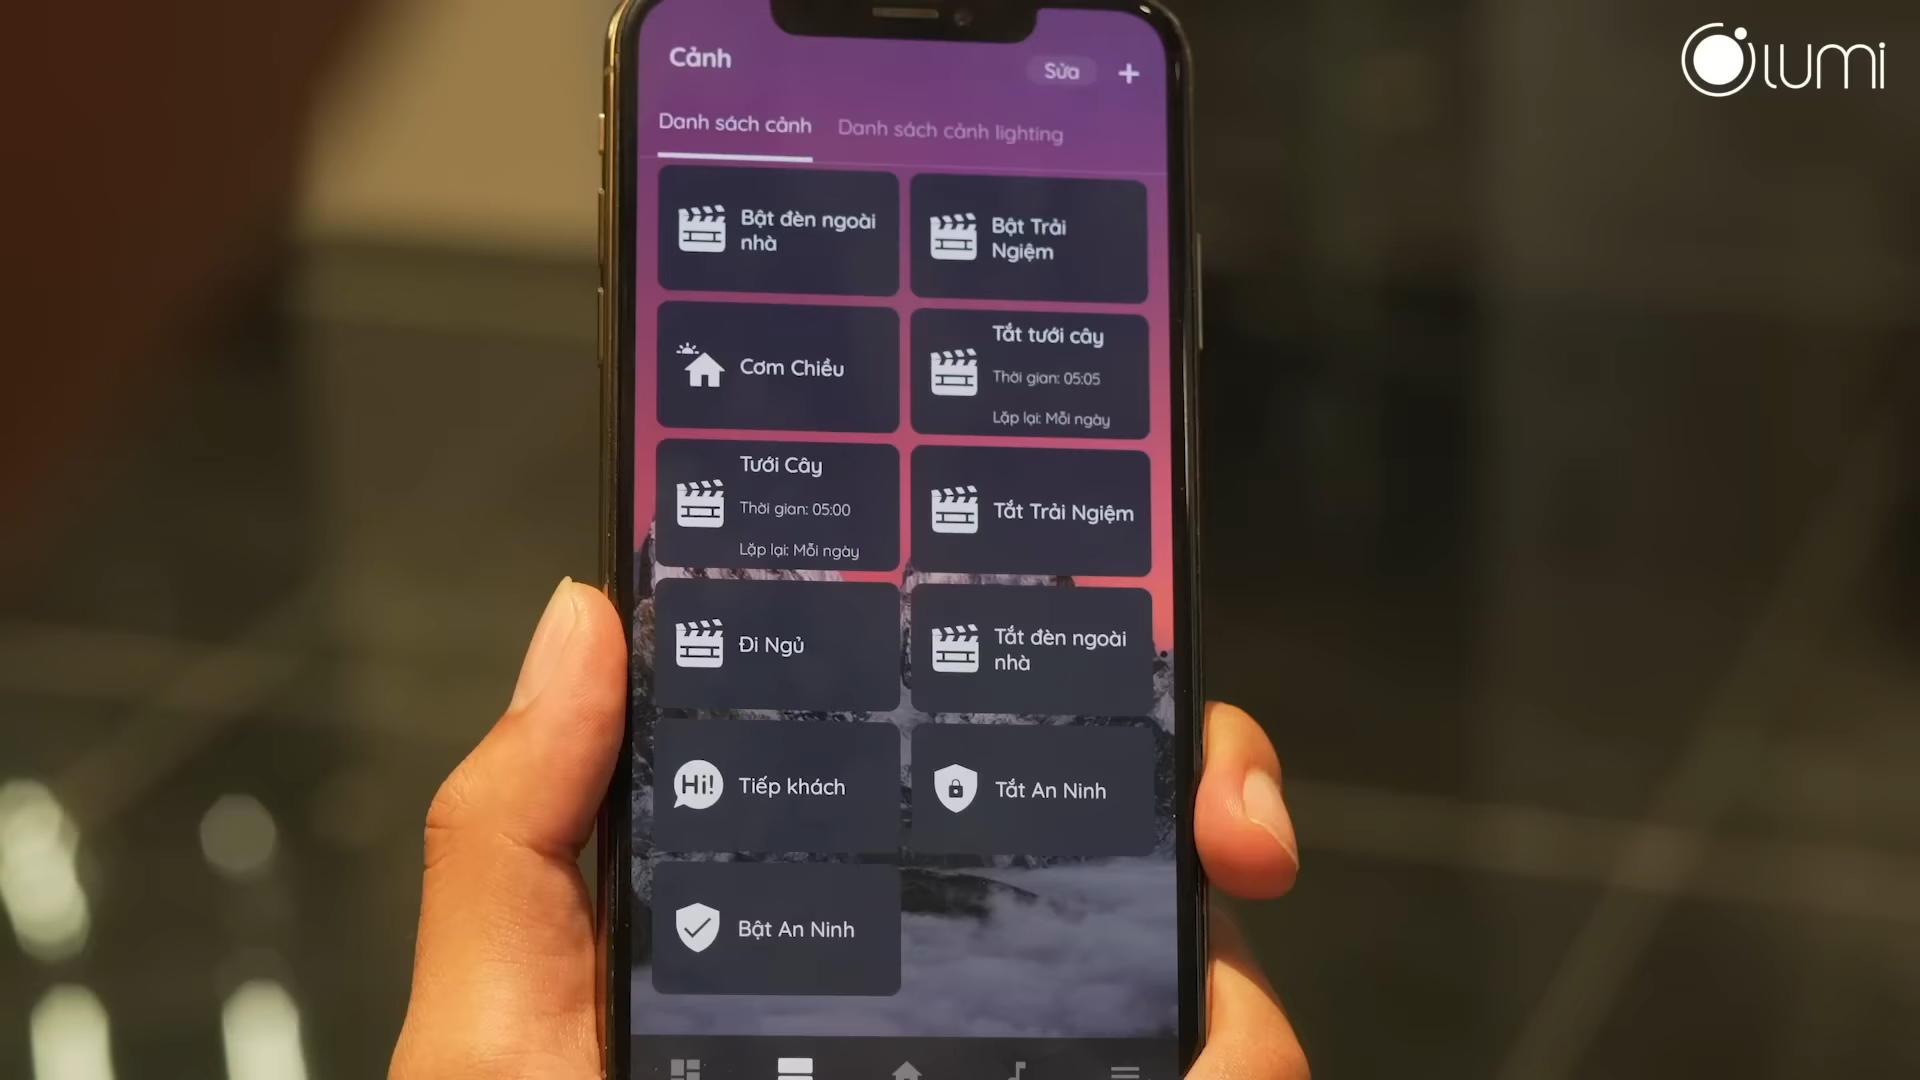 Cảnh
Sửa
Danh sách cảnh
Danh sách cảnh lighting
Bật đèn ngoài
nhà
Bật Trải
Ngiệm
Cơm Chiều
Tắt tưới cây
Thời gian: 05:05
Lặp lại: Mỗi ngày
Tưới Cây
Thời gian: 05:00
Lặp lại: Mỗi ngày
Tắt Trải Ngiệm
Đi Ngủ
Tắt đèn ngoài
nhà
Hi!
Tiếp khách
Tắt An Ninh
Bật An Ninh
lumi